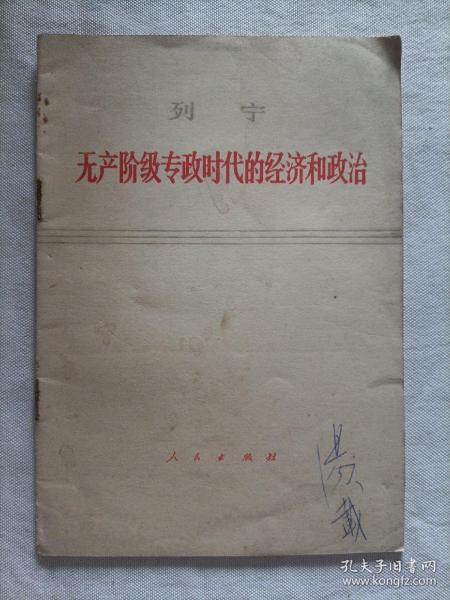 列 宁
无产阶级专政时代的经济和政治
人民出版社
孔夫子旧书网
www.kongfz.com